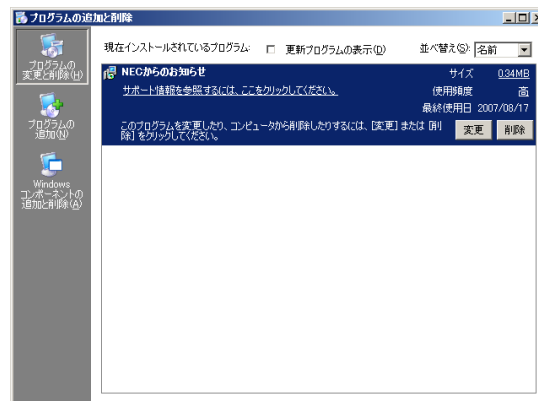 プログラムの追加と削除
プログラムの
変更と削除(H)
プログラムの
追加(N)
Windows
コンポーネントの
追加と削除(A)
現在インストールされているプログラム:
更新プログラムの表示(D)
並べ替え(S):
名前
NECからのお知らせ
サイズ
0.34MB
サポート情報を参照するには、ここをクリックしてください。
使用頻度
高
最終使用日
2007/08/17
このプログラムを変更したり、コンピュータから削除したりするには、[変更] または [削
除] をクリックしてください。
変更
削除